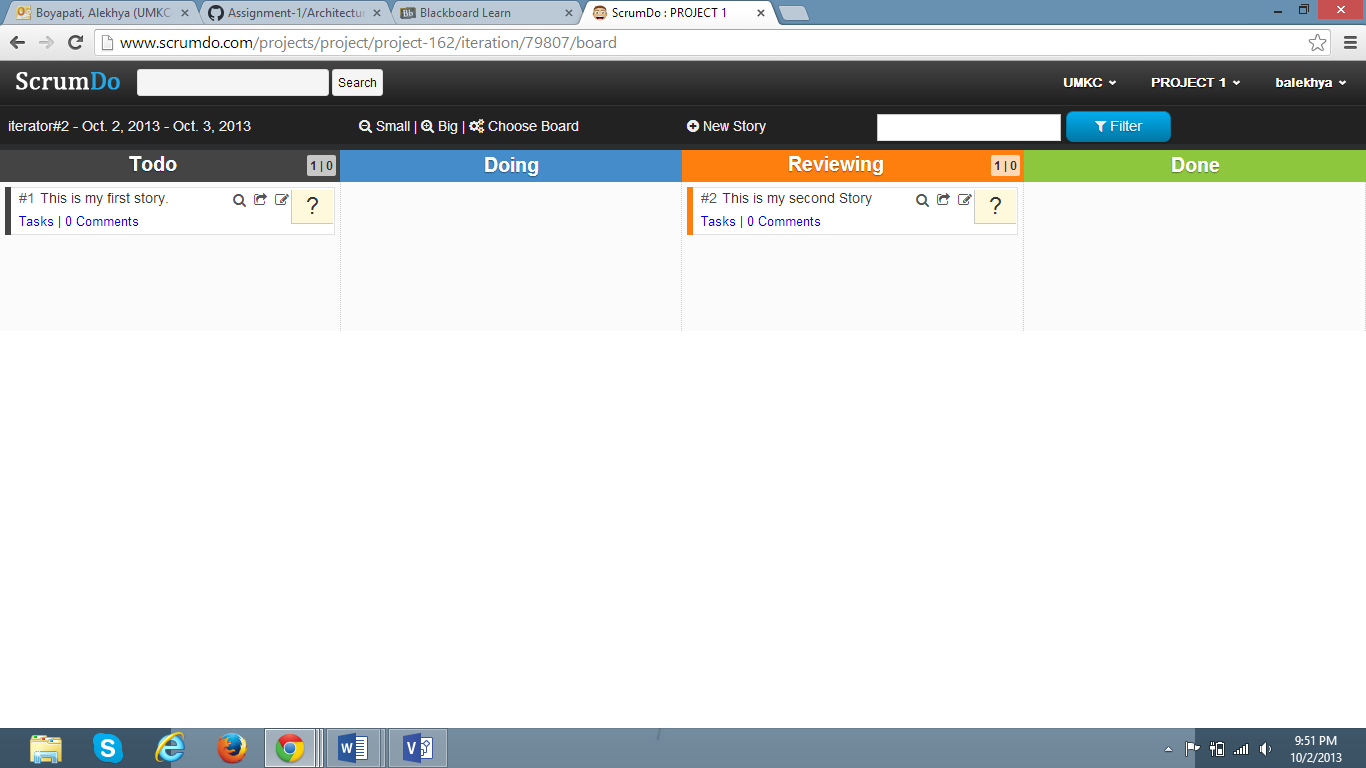 Boyapati, Alekhya (UMKC
Assignment-1/Architectur
Blackboard Learn
ScrumDo : PROJECT 1
www.scrumdo.com/projects/project/project-162/iteration/79807/board
ScrumDo
Search
UMKC
PROJECT 1
balekhya
iterator#2 - Oct. 2, 2013 - Oct. 3, 2013
Small | Big | Choose Board
New Story
Filter
Todo
1 | 0
Doing
Reviewing
1 | 0
Done
#1 This is my first story.
?
Tasks | 0 Comments
#2 This is my second Story
?
Tasks | 0 Comments
9:51 PM
10/2/2013